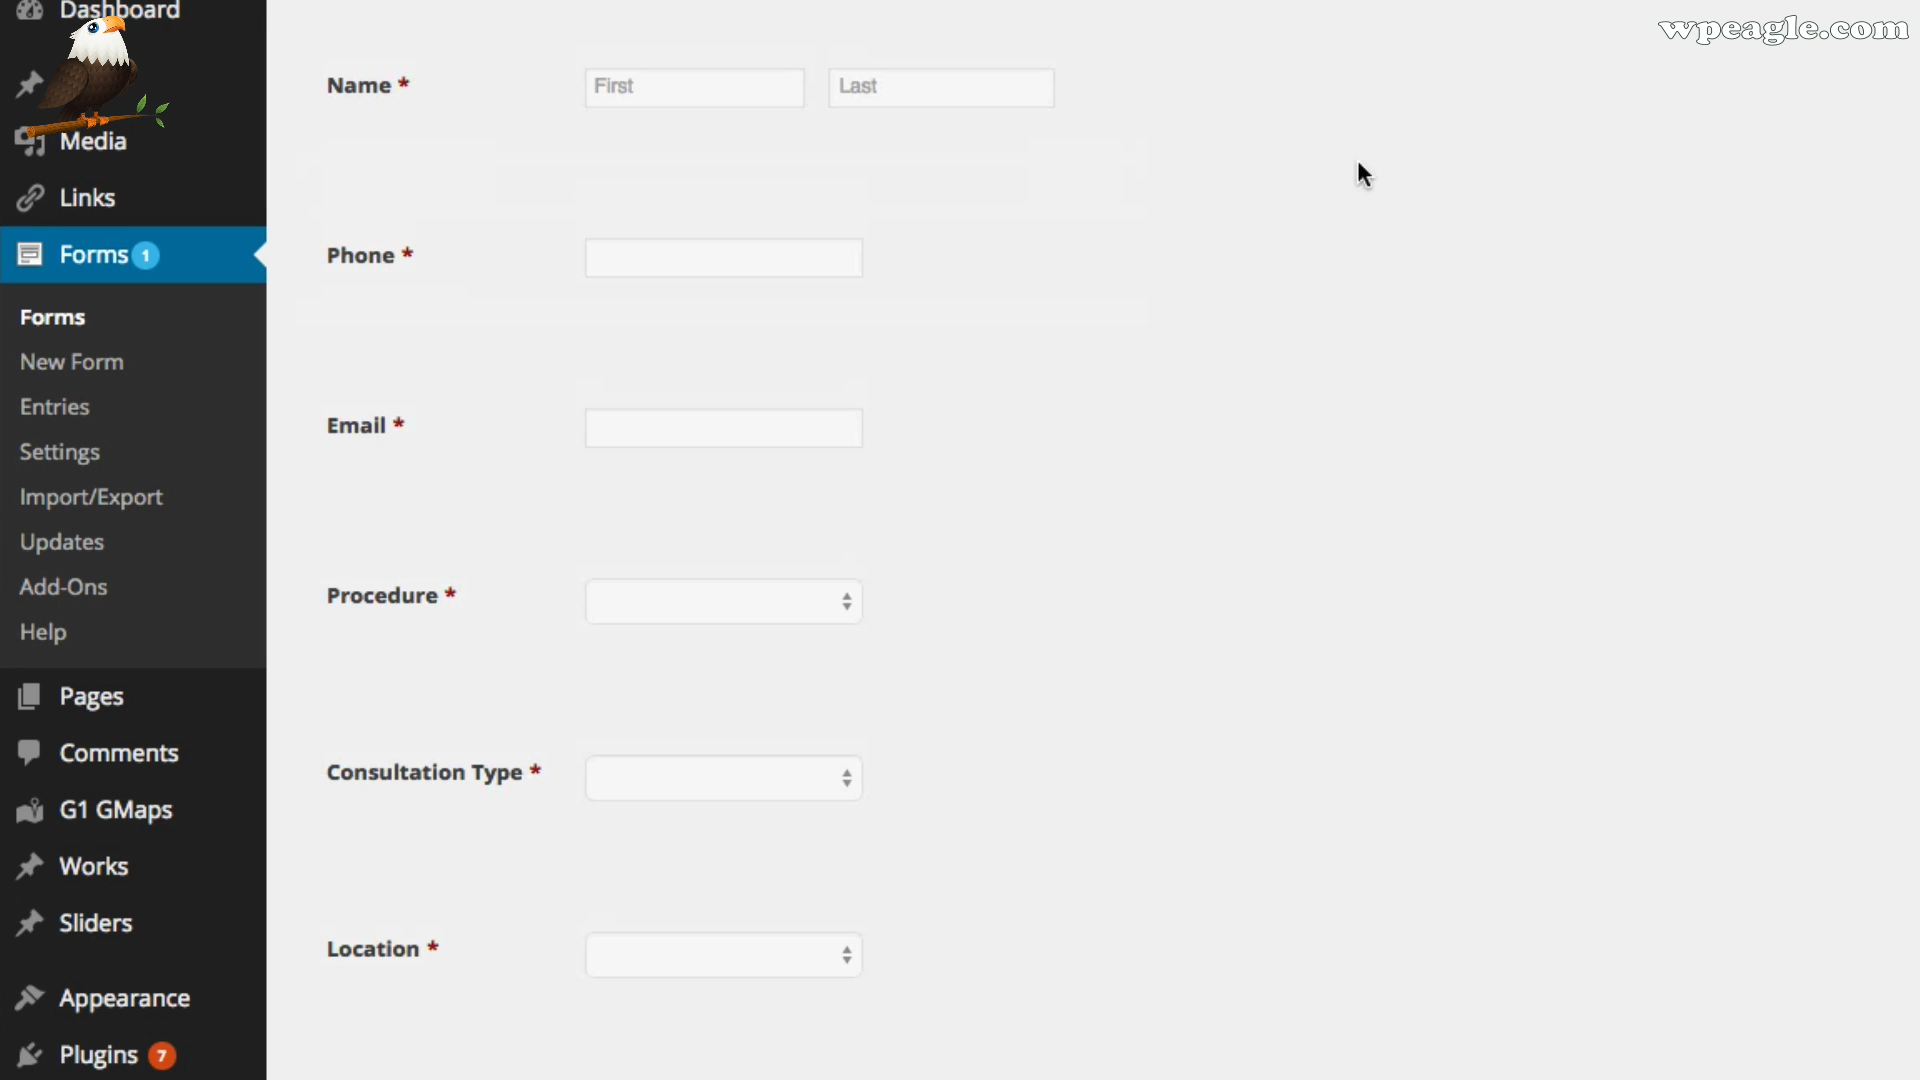 Dashboard
wpeagle.com
Media
Links
Forms 1
Forms
New Form
Entries
Settings
Import/Export
Updates
Add-Ons
Help
Pages
Comments
G1 GMaps
Works
Sliders
Appearance
Plugins 7
Name *
First
Last
Phone *
Email *
Procedure *
Consultation Type *
Location *